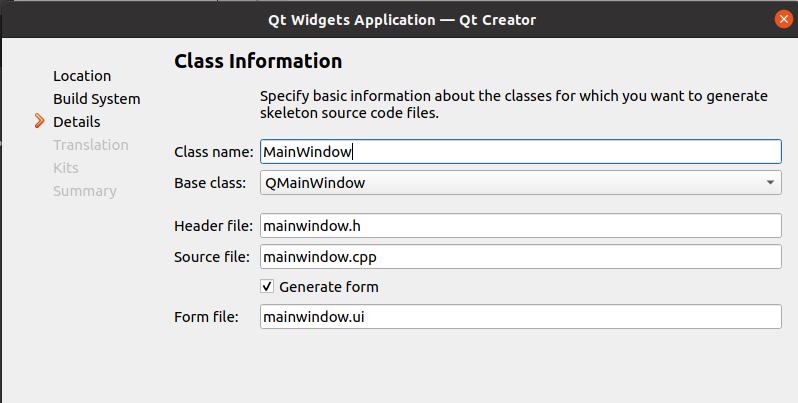 Qt Widgets Application — Qt Creator
Location
Build System
Details
Translation
Kits
Summary
Class Information
Specify basic information about the classes for which you want to generate
skeleton source code files.
Class name: MainWindow
Base class: QMainWindow
Header file: mainwindow.h
Source file: mainwindow.cpp
Generate form
Form file: mainwindow.ui